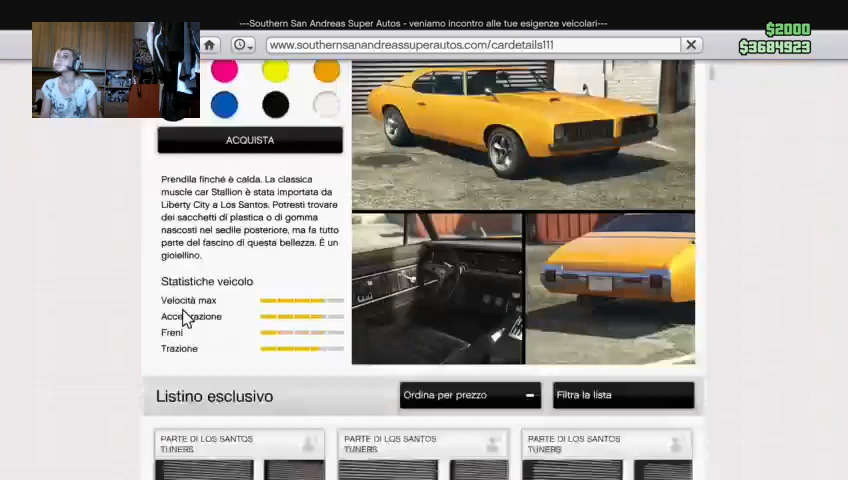 ---Southern San Andreas Super Autos - veniamo incontro alle tue esigenze veicolari---
$2000
$3684923
www.southernsanandreassuperautos.com/cardetails111
ACQUISTA
Prendila finché è calda. La classica
muscle car Stallion è stata importata da
Liberty City a Los Santos. Potresti trovare
dei sacchetti di plastica o di gomma
nascosti nel sedile posteriore, ma fa tutto
parte del fascino di questa bellezza. È un
gioiellino.
Statistiche veicolo
Velocità max
Accelerazione
Freni
Trazione
Listino esclusivo
Ordina per prezzo
Filtra la lista
PARTE DI LOS SANTOS
TUNERS
PARTE DI LOS SANTOS
TUNERS
PARTE DI LOS SANTOS
TUNERS